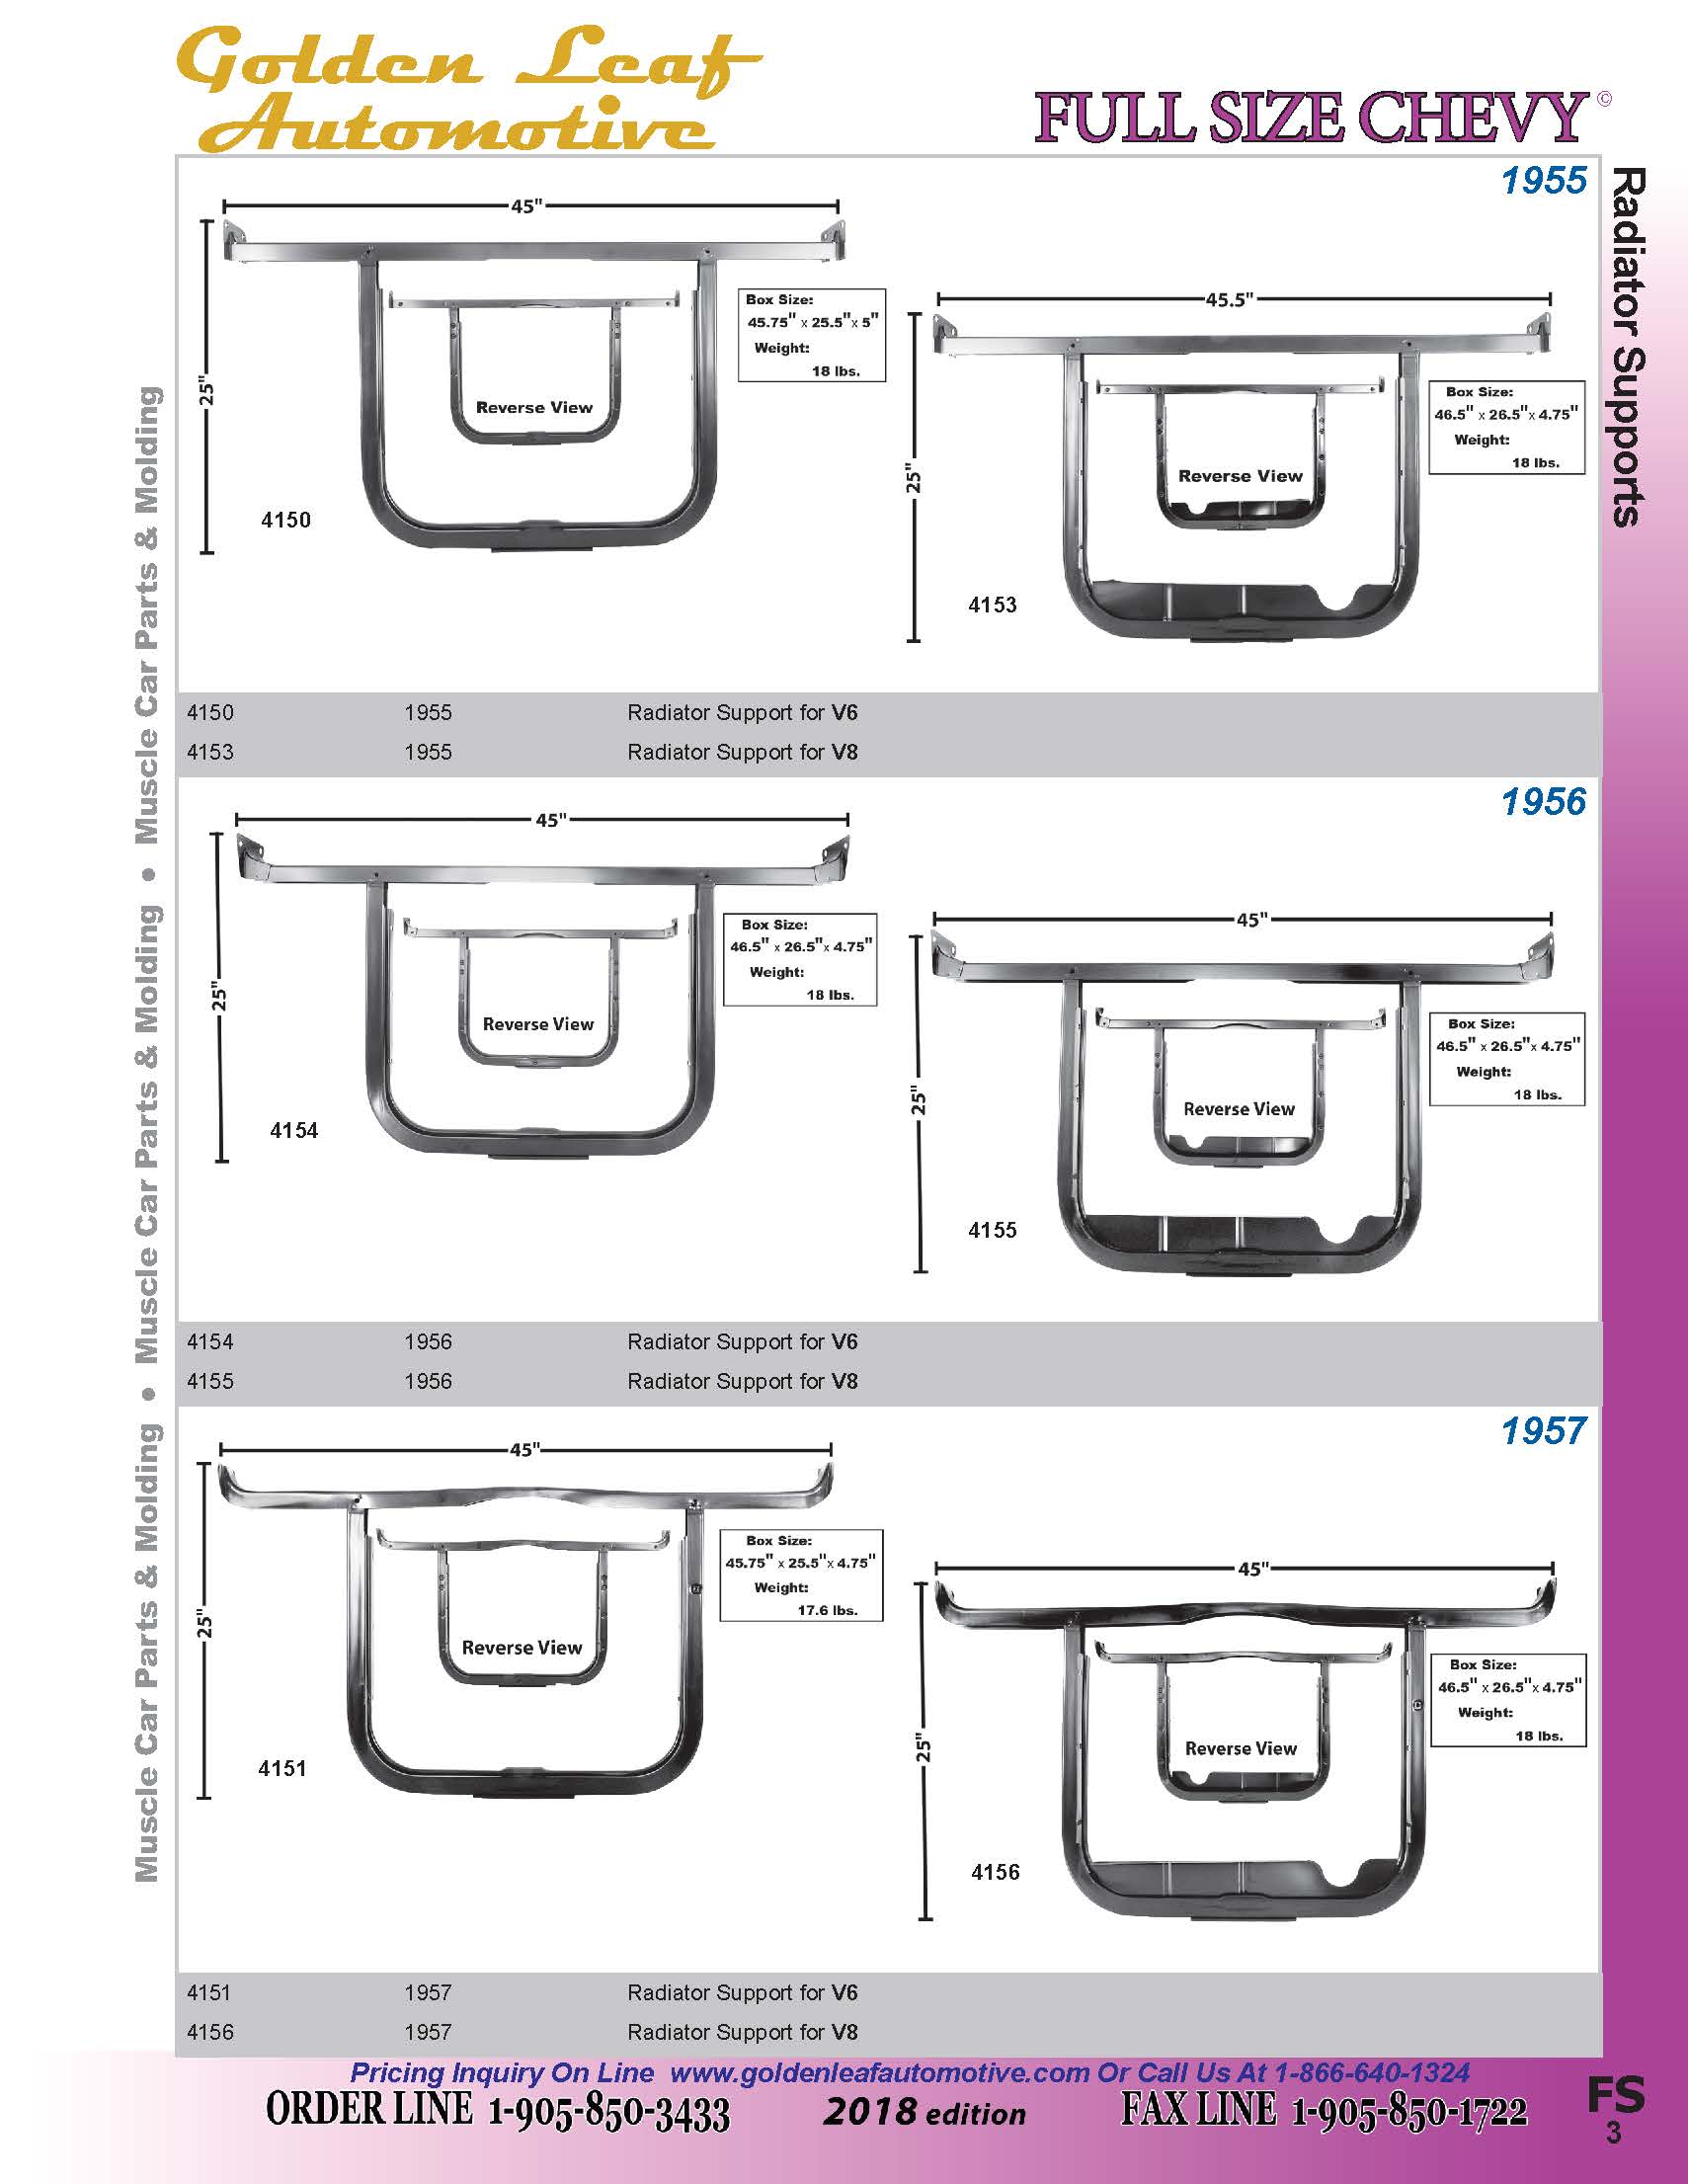 Golden Leaf
Automotive
FULL SIZE CHEVY©
Radiator Supports
Muscle Car Parts & Molding • Muscle Car Parts & Molding • Muscle Car Parts & Molding
1955
45"
25"
Box Size:
45.75" x 25.5"x 5"
Weight:
18 lbs.
Reverse View
4150
45.5"
25"
Box Size:
46.5" x 26.5"x 4.75"
Weight:
18 lbs.
Reverse View
4153
4150 1955 Radiator Support for V6
4153 1955 Radiator Support for V8
1956
45"
25"
Box Size:
46.5" x 26.5"x 4.75"
Weight:
18 lbs.
Reverse View
4154
45"
25"
Box Size:
46.5" x 26.5"x 4.75"
Weight:
18 lbs.
Reverse View
4155
4154 1956 Radiator Support for V6
4155 1956 Radiator Support for V8
1957
45"
25"
Box Size:
45.75" x 25.5"x 4.75"
Weight:
17.6 lbs.
Reverse View
4151
45"
25"
Box Size:
46.5" x 26.5"x 4.75"
Weight:
18 lbs.
Reverse View
4156
4151 1957 Radiator Support for V6
4156 1957 Radiator Support for V8
Pricing Inquiry On Line www.goldenleafautomotive.com Or Call Us At 1-866-640-1324
ORDER LINE 1-905-850-3433 2018 edition FAX LINE 1-905-850-1722
FS
3